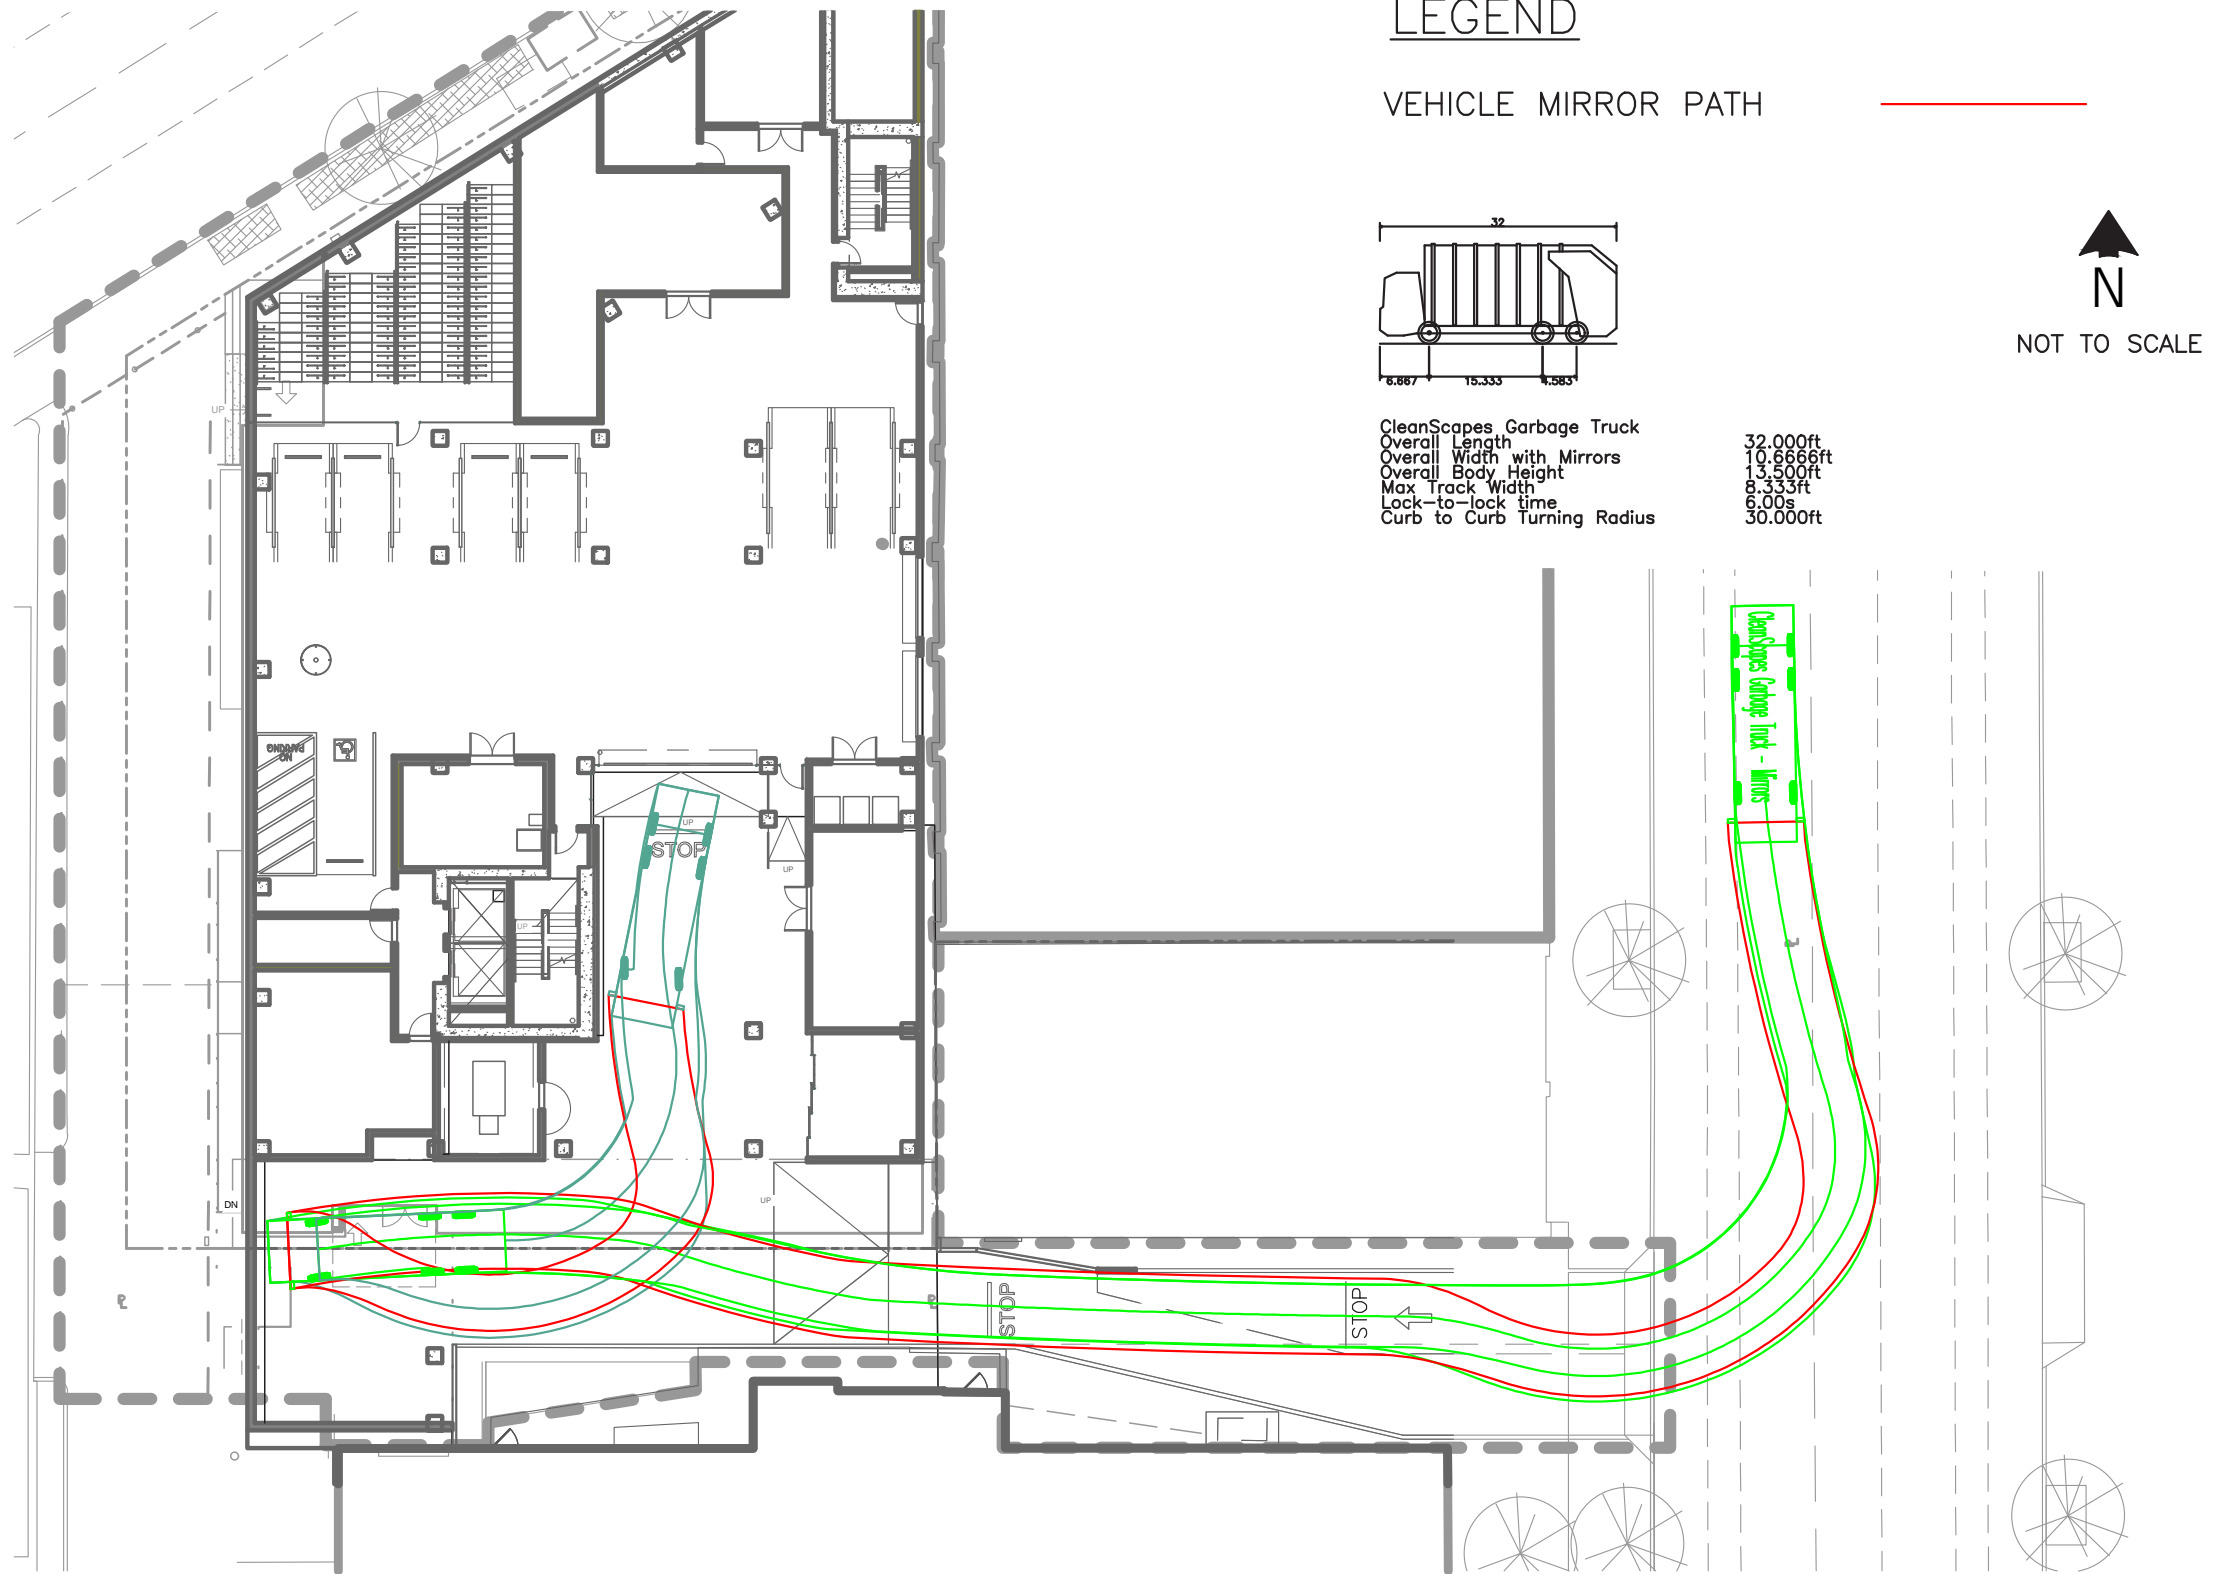 LEGEND
VEHICLE MIRROR PATH
32
6.667
15.333
4.583
N
NOT TO SCALE
CleanScapes Garbage Truck
Overall Length 32.000ft
Overall Width with Mirrors 10.6666ft
Overall Body Height 13.500ft
Max Track Width 8.333ft
Lock-to-lock time 6.00s
Curb to Curb Turning Radius 30.000ft
UP
CleanScapes Garbage Truck - Mirrors
NO
PARKING
UP
STOP
UP
UP
DN
UP
STOP
STOP